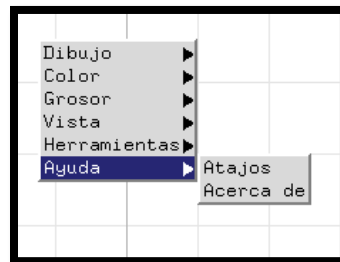 Dibujo
Color
Grosor
Vista
Herramientas
Ayuda
Atajos
Acerca de